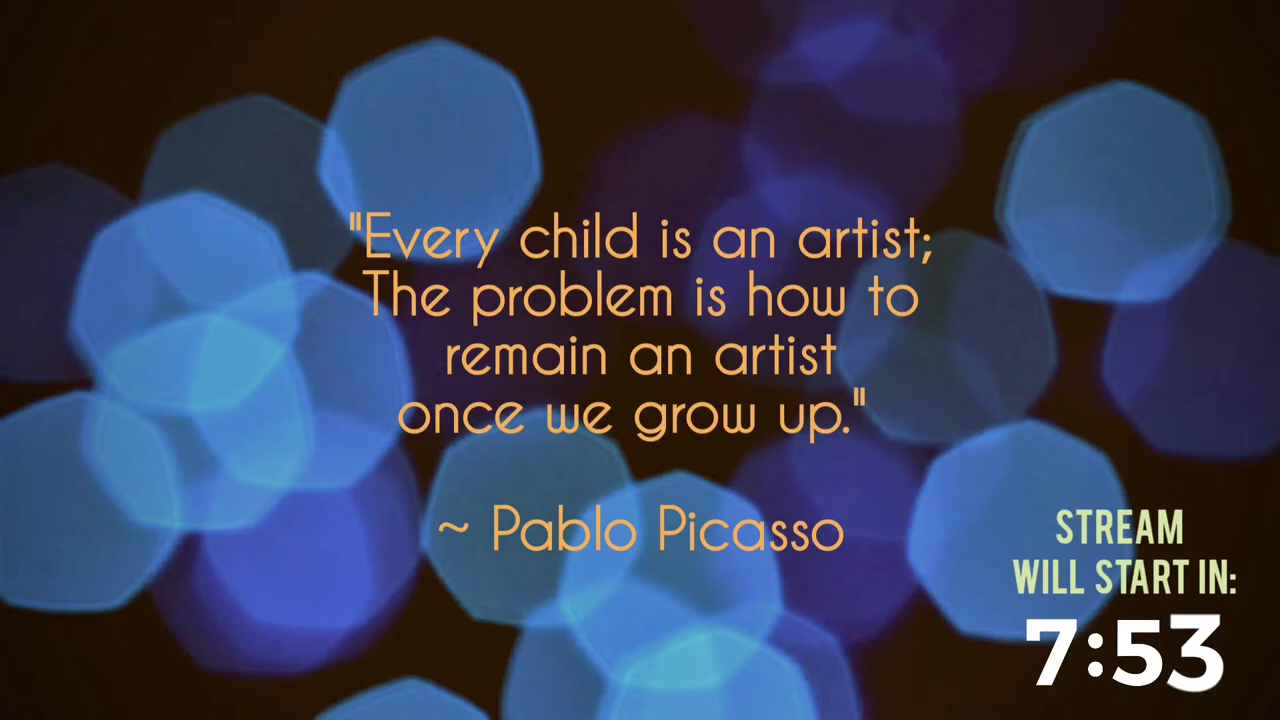 "Every child is an artist;
The problem is how to
remain an artist
once we grow up."
~ Pablo Picasso
STREAM
WILL START IN:
7:53